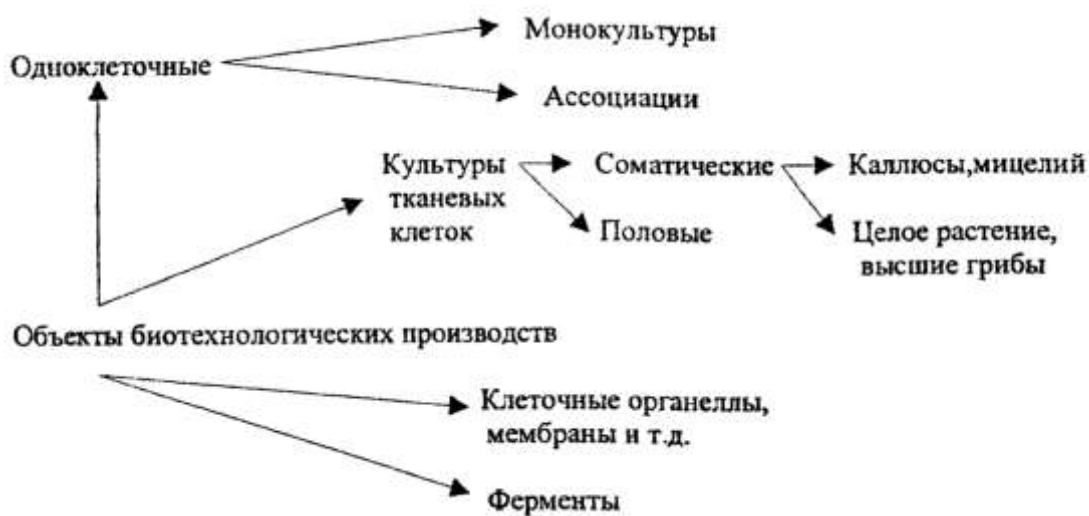 Монокультуры
Одноклеточные
Ассоциации
Культуры
тканевых
клеток
Соматические
Каллюсы,мицелий
Половые
Целое растение,
высшие грибы
Объекты биотехнологических производств
Клеточные органеллы,
мембраны и т.д.
Ферменты